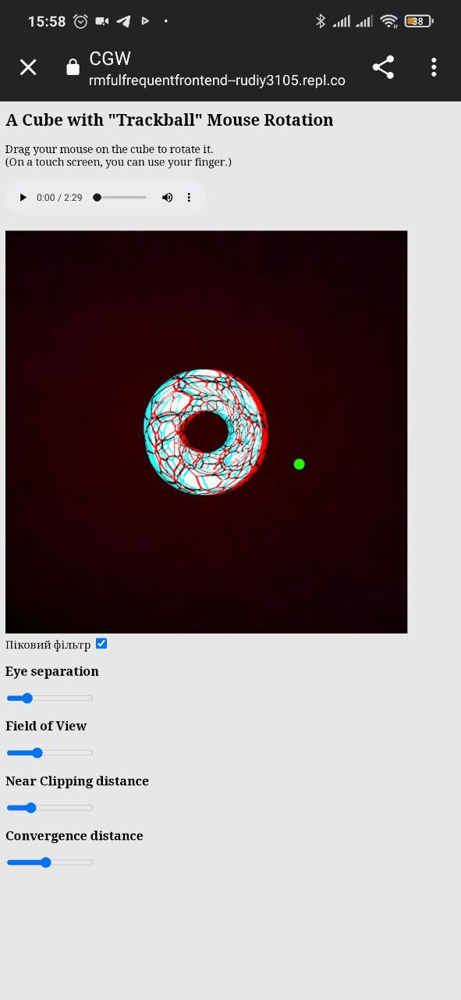 15:58
38
CGW
rmfulfrequentfrontend--rudiy3105.repl.co
A Cube with "Trackball" Mouse Rotation
Drag your mouse on the cube to rotate it.
(On a touch screen, you can use your finger.)
0:00 / 2:29
Піковий фільтр
Eye separation
Field of View
Near Clipping distance
Convergence distance